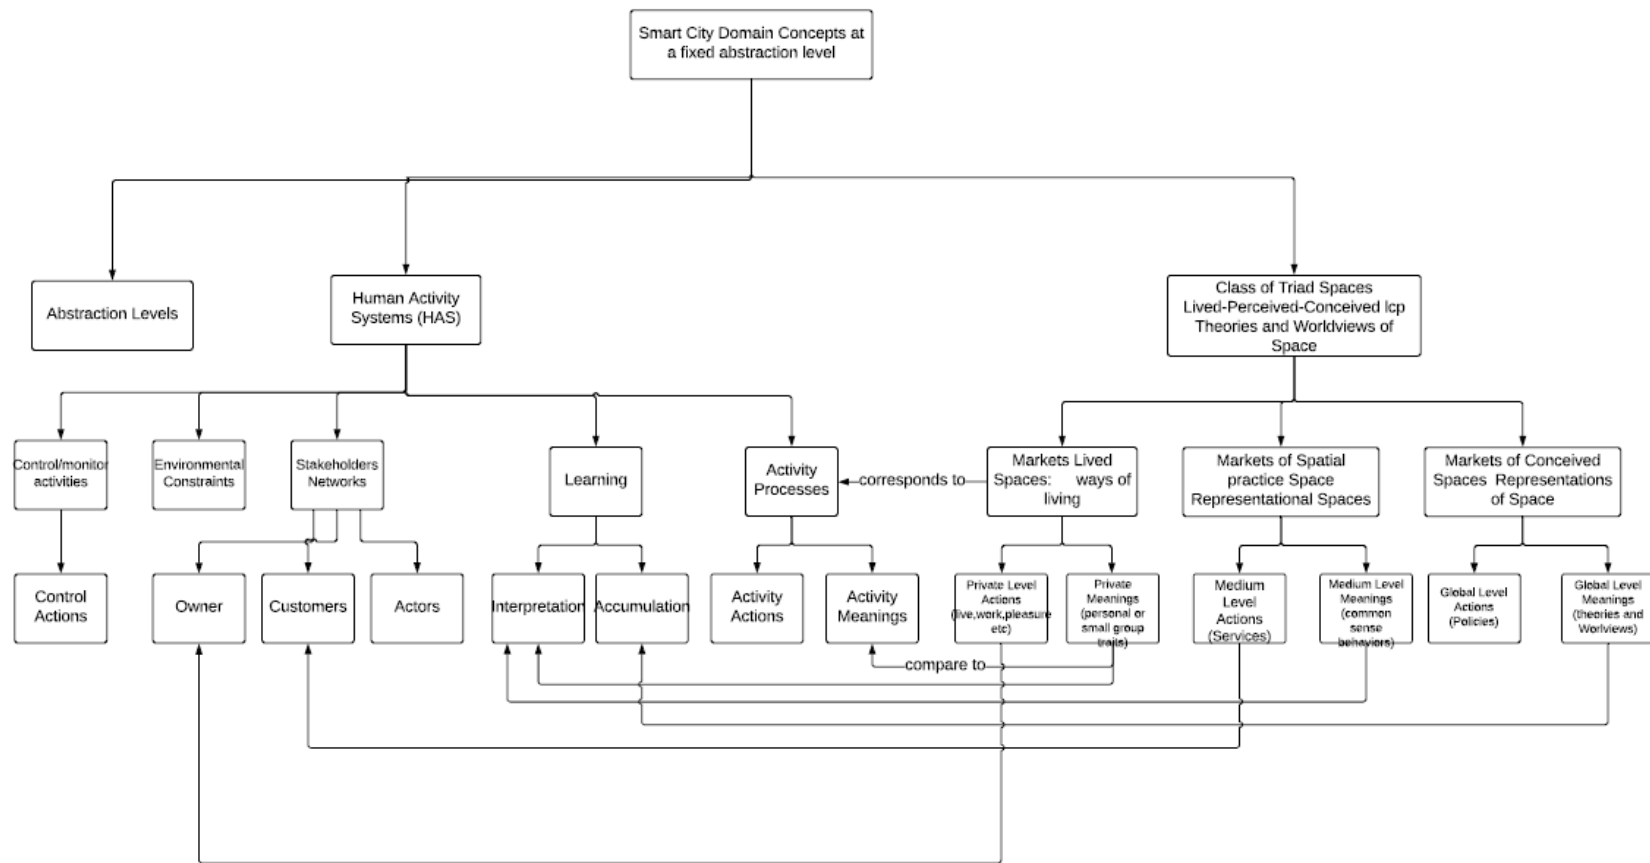 Smart City Domain Concepts at
a fixed abstraction level
Abstraction Levels
Human Activity
Systems (HAS)
Class of Triad Spaces
Lived-Perceived-Conceived lcp
Theories and Worldviews of
Space
Control/monitor
activities
Environmental
Constraints
Stakeholders
Networks
Learning
Activity
Processes
corresponds to
Markets Lived
Spaces: ways of
living
Markets of Spatial
practice Space
Representational Spaces
Markets of Conceived
Spaces Representations
of Space
Control
Actions
Owner
Customers
Actors
Interpretation
Accumulation
Activity
Actions
Activity
Meanings
Private Level
Actions
(live,work,pleasure
etc)
Private
Meanings
(personal or
small group
traits)
Medium
Level
Actions
(Services)
Medium Level
Meanings
(common
sense
behaviors)
Global Level
Actions
(Policies)
Global Level
Meanings
(theories and
Worlviews)
compare to